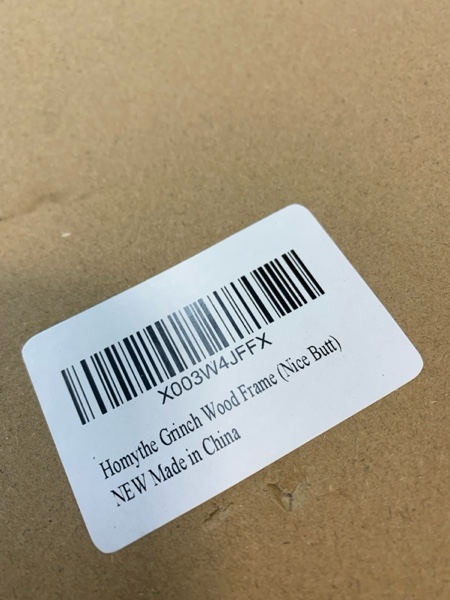 X003W4JFFX
Homythe Grinch Wood Frame (Nice Butt)
NEW Made in China